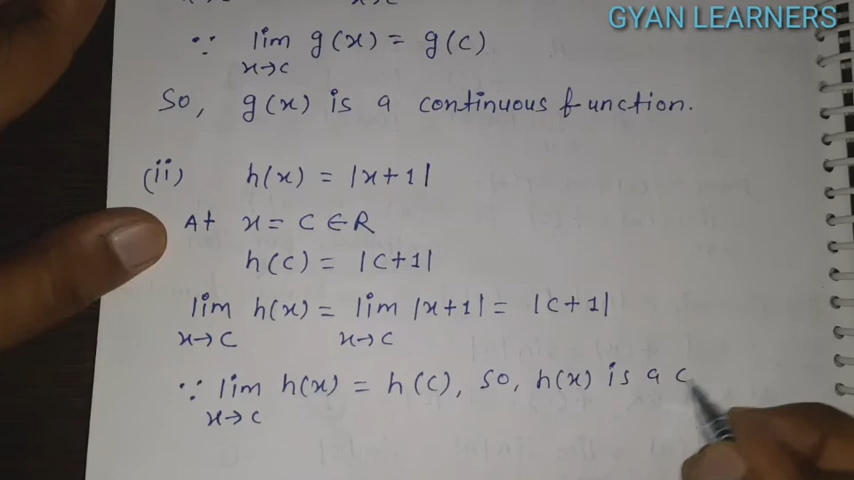 GYAN LEARNERS
∵ lim g(x) = g(c)
x→c
So, g(x) is a continuous function.
(ii) h(x) = |x+1|
At x = C ∈ R
h(c) = |c+1|
lim h(x) = lim |x+1| = |c+1|
x→c x→c
∵ lim h(x) = h(c), so, h(x) is a c
x→c